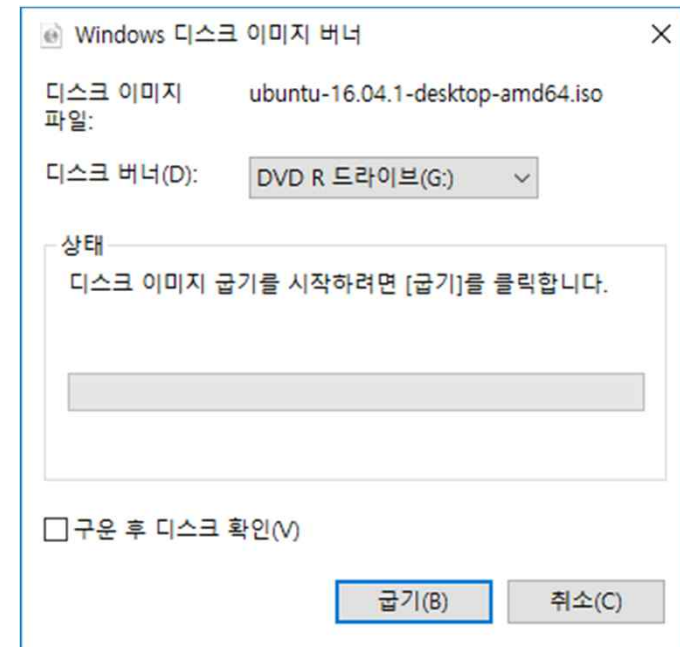 Windows 디스크 이미지 버너
디스크 이미지 ubuntu-16.04.1-desktop-amd64.iso
파일:
디스크 버너(D): DVD R 드라이브(G:)
상태
디스크 이미지 굽기를 시작하려면 [굽기]를 클릭합니다.
구운 후 디스크 확인(V)
굽기(B) 취소(C)